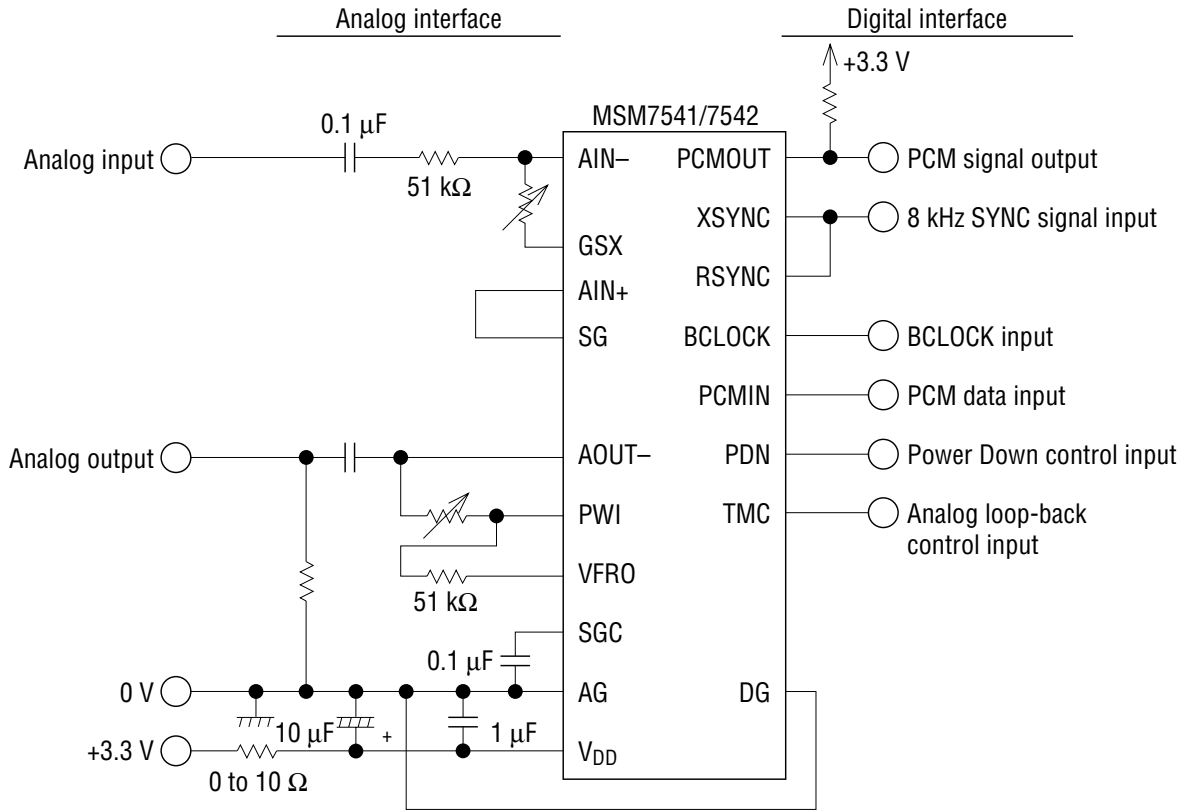 Analog interface
Digital interface
+3.3 V
MSM7541/7542
0.1 μF
Analog input
51 kΩ
AIN–
GSX
AIN+
SG
Analog output
AOUT–
PWI
VFRO
51 kΩ
SGC
0.1 μF
0 V
AG
10 μF
+
1 μF
+3.3 V
0 to 10 Ω
VDD
PCMOUT
PCM signal output
XSYNC
8 kHz SYNC signal input
RSYNC
BCLOCK
BCLOCK input
PCMIN
PCM data input
PDN
Power Down control input
TMC
Analog loop-back
control input
DG